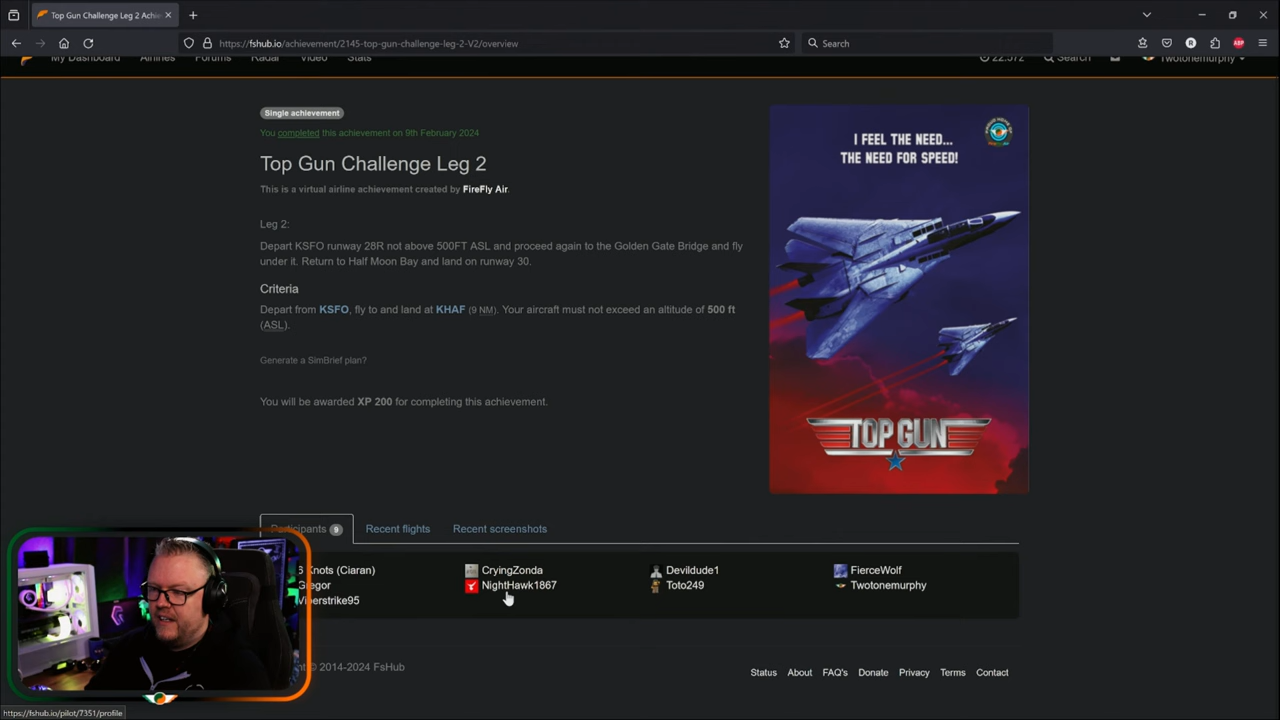 Top Gun Challenge Leg 2 Achie
https://fshub.io/achievement/2145-top-gun-challenge-leg-2-V2/overview
Search
My Dashboard Airlines Forums Radar Video Stats
Search Twotonemurphy
Single achievement
You completed this achievement on 9th February 2024
Top Gun Challenge Leg 2
This is a virtual airline achievement created by FireFly Air.
Leg 2:
Depart KSFO runway 28R not above 500FT ASL and proceed again to the Golden Gate Bridge and fly
under it. Return to Half Moon Bay and land on runway 30.
Criteria
Depart from KSFO, fly to and land at KHAF (9 NM). Your aircraft must not exceed an altitude of 500 ft
(ASL).
Generate a SimBrief plan?
You will be awarded XP 200 for completing this achievement.
I FEEL THE NEED...
THE NEED FOR SPEED!
TOP GUN
Participants 9 Recent flights Recent screenshots
Knots (Ciaran) CryingZonda Devildude1 FierceWolf
Gregor NightHawk1867 Toto249 Twotonemurphy
Viperstrike95
© 2014-2024 FsHub
Status About FAQ's Donate Privacy Terms Contact
https://fshub.io/pilot/7351/profile